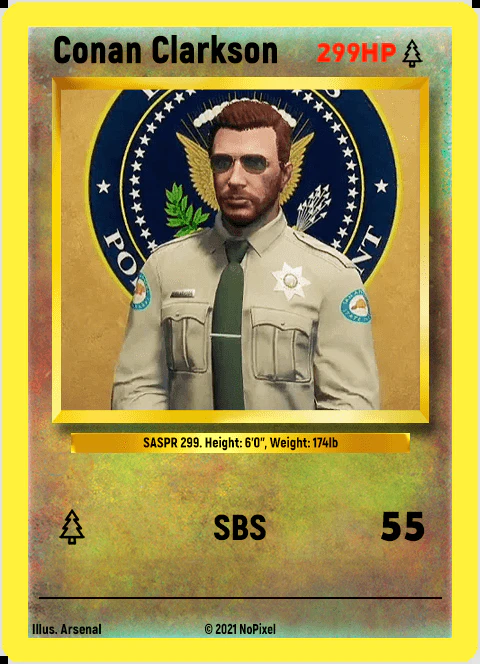 Conan Clarkson 299HP
SASPR 299. Height: 6'0", Weight: 174lb
SBS 55
Illus. Arsenal © 2021 NoPixel